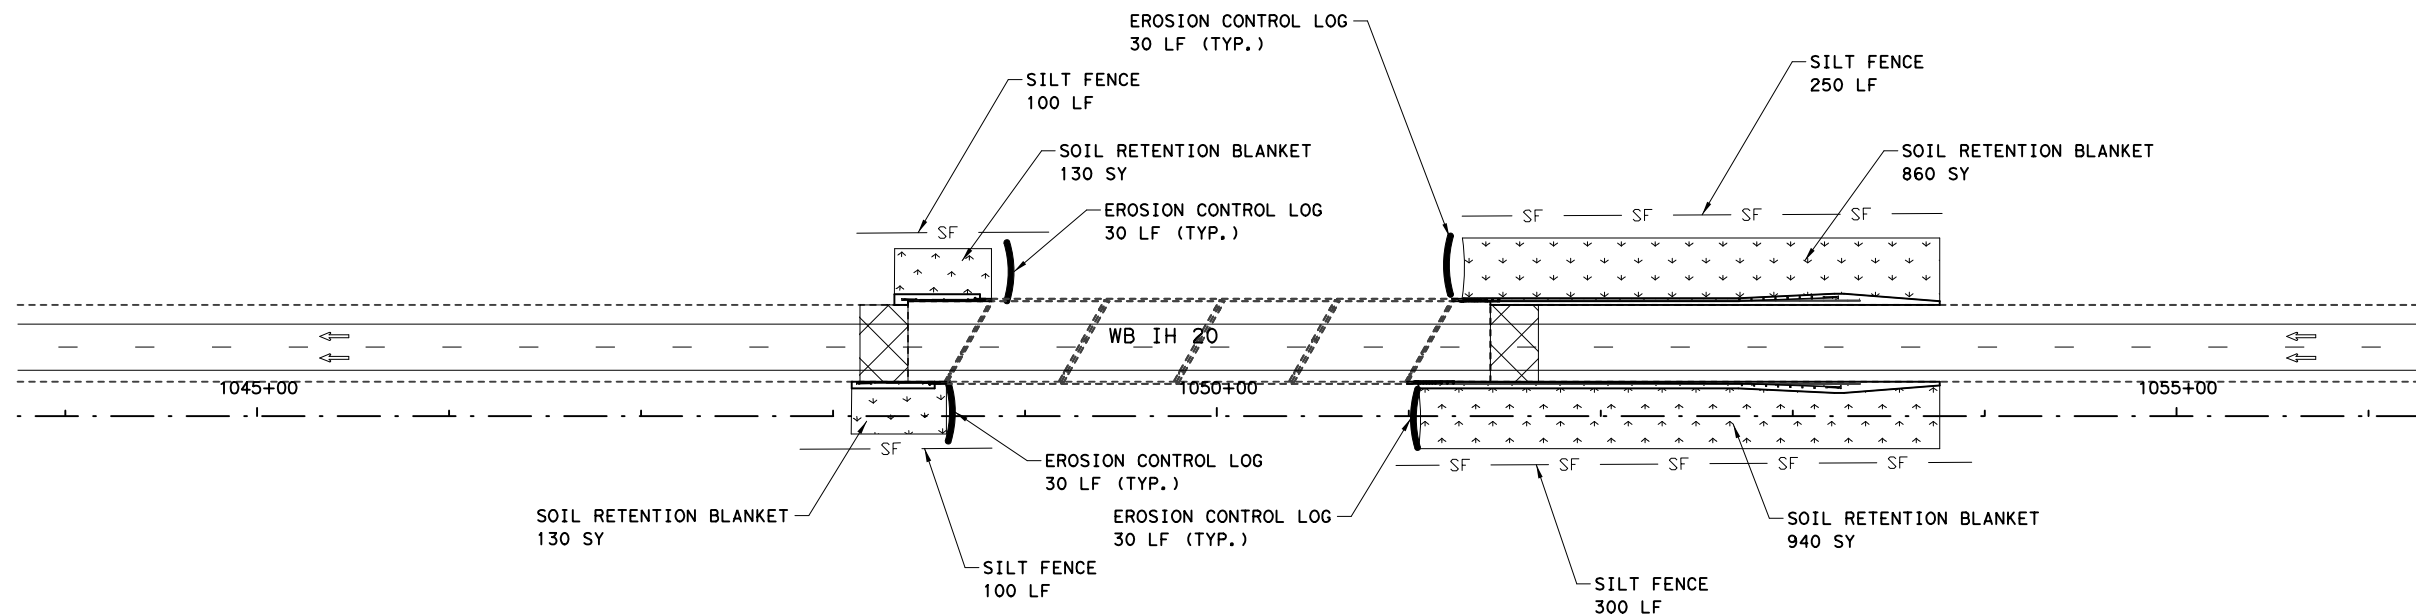 EROSION CONTROL LOG
30 LF (TYP.)
SILT FENCE
250 LF
SILT FENCE
100 LF
SOIL RETENTION BLANKET
130 SY
SOIL RETENTION BLANKET
860 SY
EROSION CONTROL LOG
30 LF (TYP.)
SF SF SF SF
SF
WB IH 20
1045+00 1050+00 1055+00
SF
SF SF SF SF SF
EROSION CONTROL LOG
30 LF (TYP.)
SOIL RETENTION BLANKET
130 SY
EROSION CONTROL LOG
30 LF (TYP.)
SOIL RETENTION BLANKET
940 SY
SILT FENCE
100 LF
SILT FENCE
300 LF